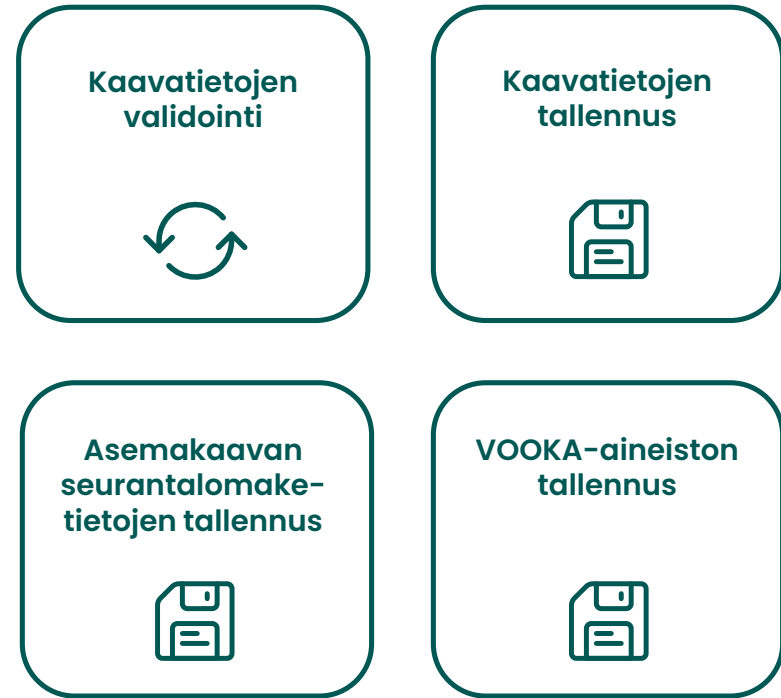 Kaavatietojen
validointi
Kaavatietojen
tallennus
Asemakaavan
seurantalomake-
tietojen tallennus
VOOKA-aineiston
tallennus